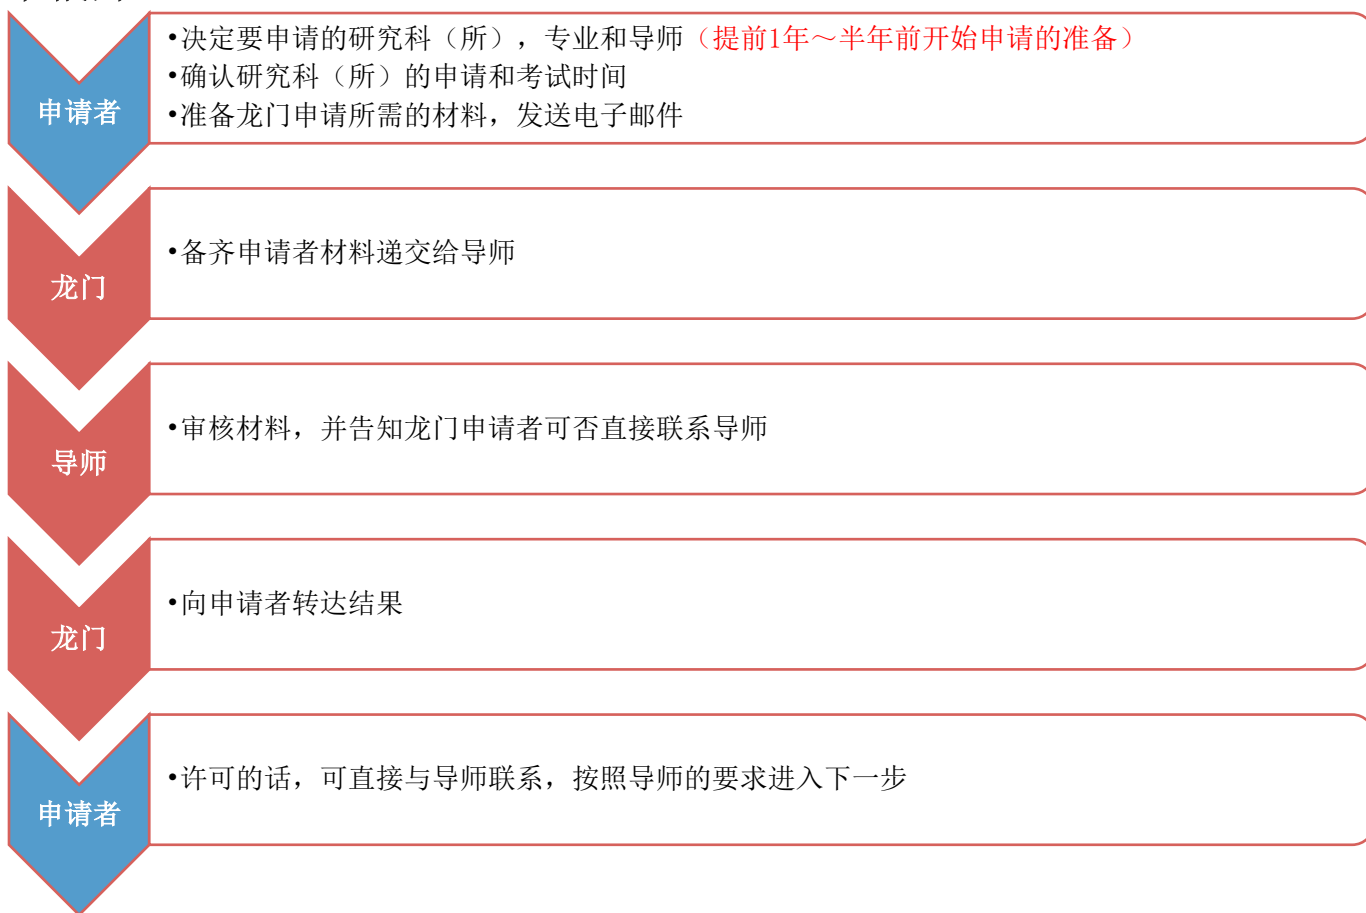 •决定要申请的研究科（所），专业和导师（提前1年～半年前开始申请的准备）
•确认研究科（所）的申请和考试时间
申请者
•准备龙门申请所需的材料，发送电子邮件
•备齐申请者材料递交给导师
龙门
•审核材料，并告知龙门申请者可否直接联系导师
导师
•向申请者转达结果
龙门
•许可的话，可直接与导师联系，按照导师的要求进入下一步
申请者